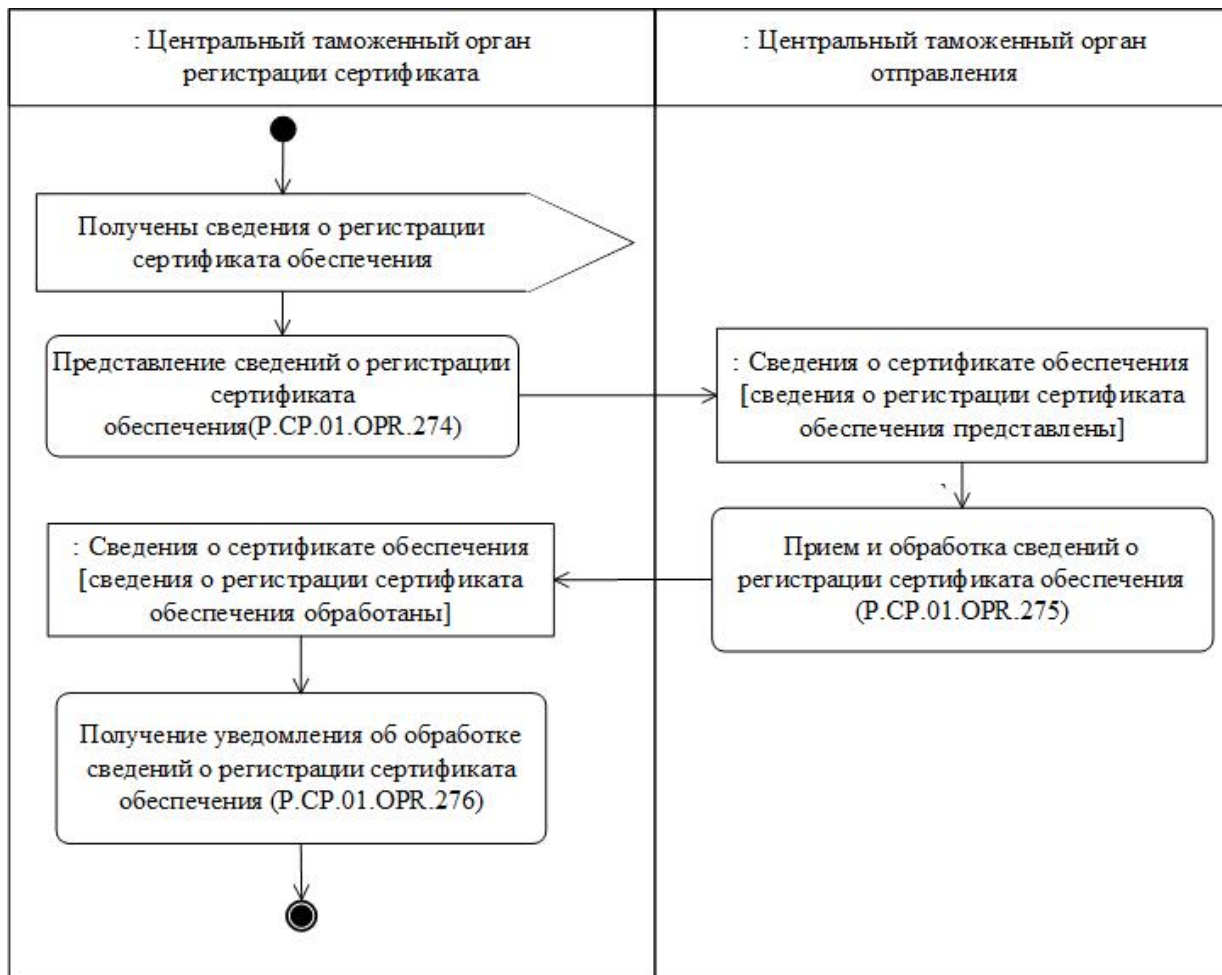 : Центральный таможенный орган
регистрации сертификата
: Центральный таможенный орган
отправления
Получены сведения о регистрации
сертификата обеспечения
Представление сведений о регистрации
сертификата
обеспечения(P.CP.01.OPR.274)
: Сведения о сертификате обеспечения
[сведения о регистрации сертификата
обеспечения представлены]
Прием и обработка сведений о
регистрации сертификата обеспечения
(P.CP.01.OPR.275)
: Сведения о сертификате обеспечения
[сведения о регистрации сертификата
обеспечения обработаны]
Получение уведомления об обработке
сведений о регистрации сертификата
обеспечения (P.CP.01.OPR.276)